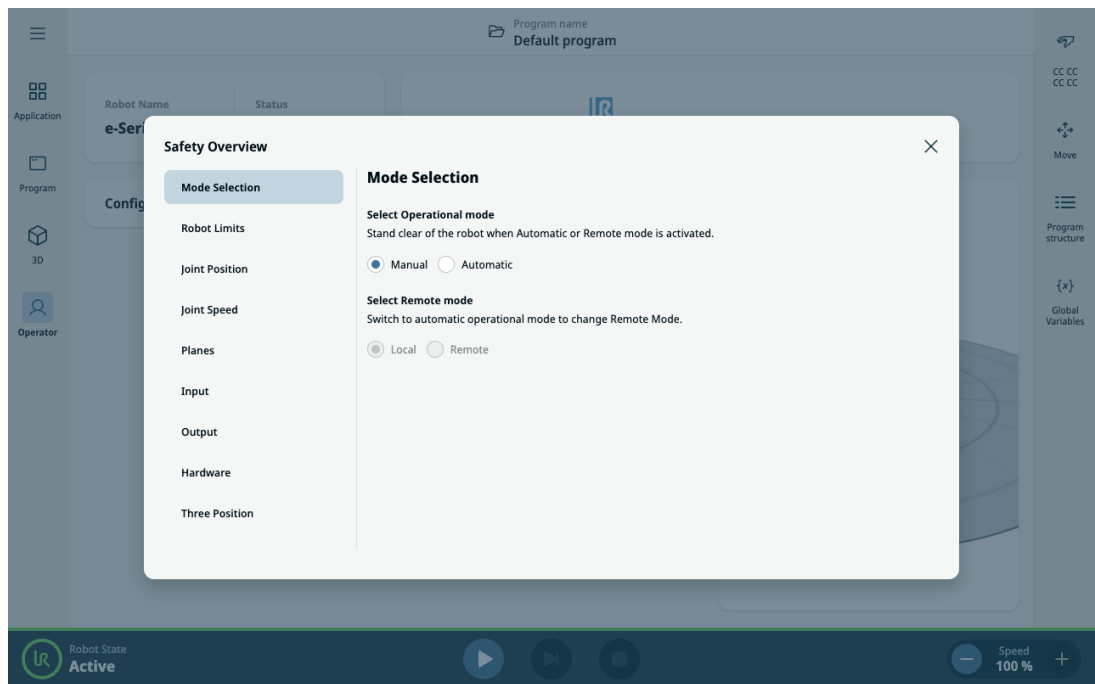 Program name
Default program
Application
Program
3D
Operator
Robot Name
Status
e-Seri
Config
Safety Overview
Mode Selection
Robot Limits
Joint Position
Joint Speed
Planes
Input
Output
Hardware
Three Position
Mode Selection
Select Operational mode
Stand clear of the robot when Automatic or Remote mode is activated.
Manual Automatic
Select Remote mode
Switch to automatic operational mode to change Remote Mode.
Local Remote
CC CC
CC CC
Move
Program
structure
{x}
Global
Variables
Robot State
Active
Speed
100 %